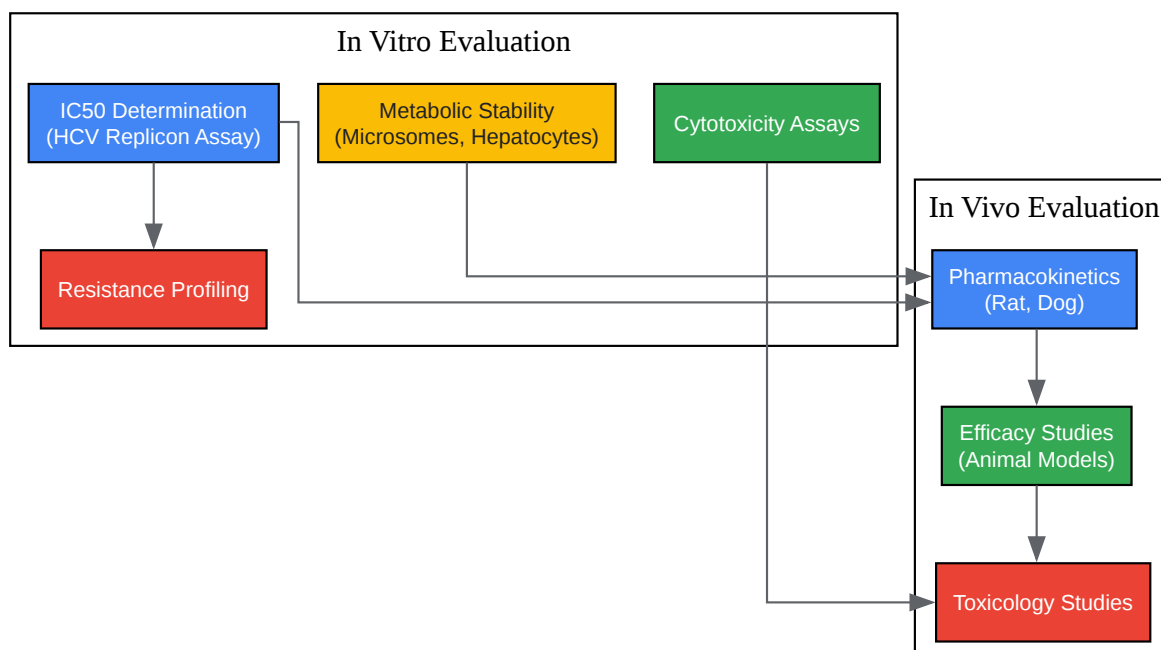 In Vitro Evaluation
IC50 Determination
(HCV Replicon Assay)
Metabolic Stability
(Microsomes, Hepatocytes)
Cytotoxicity Assays
Resistance Profiling
In Vivo Evaluation
Pharmacokinetics
(Rat, Dog)
Efficacy Studies
(Animal Models)
Toxicology Studies